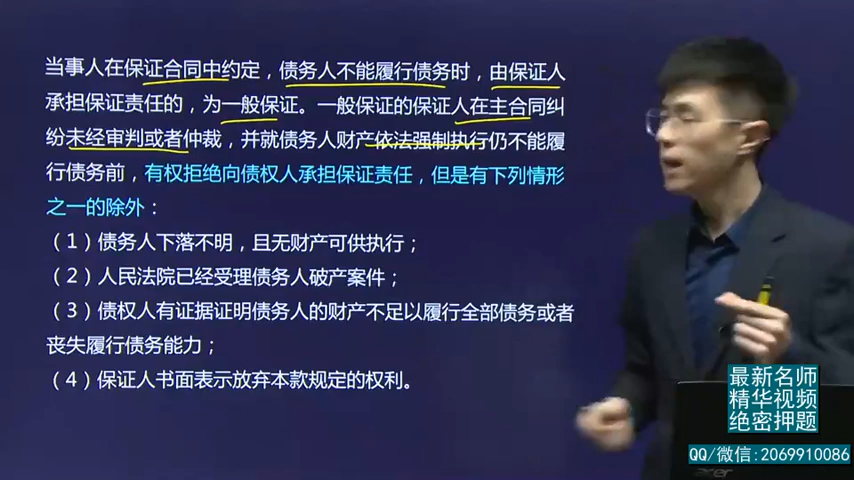 当事人在保证合同中约定，债务人不能履行债务时，由保证人
承担保证责任的，为一般保证。一般保证的保证人在主合同纠
纷未经审判或者仲裁，并就债务人财产依法强制执行仍不能履
行债务前，有权拒绝向债权人承担保证责任，但是有下列情形
之一的除外：
（1）债务人下落不明，且无财产可供执行；
（2）人民法院已经受理债务人破产案件；
（3）债权人有证据证明债务人的财产不足以履行全部债务或者
丧失履行债务能力；
（4）保证人书面表示放弃本款规定的权利。
最新名师
精华视频
绝密押题
QQ/微信:2069910086
acer